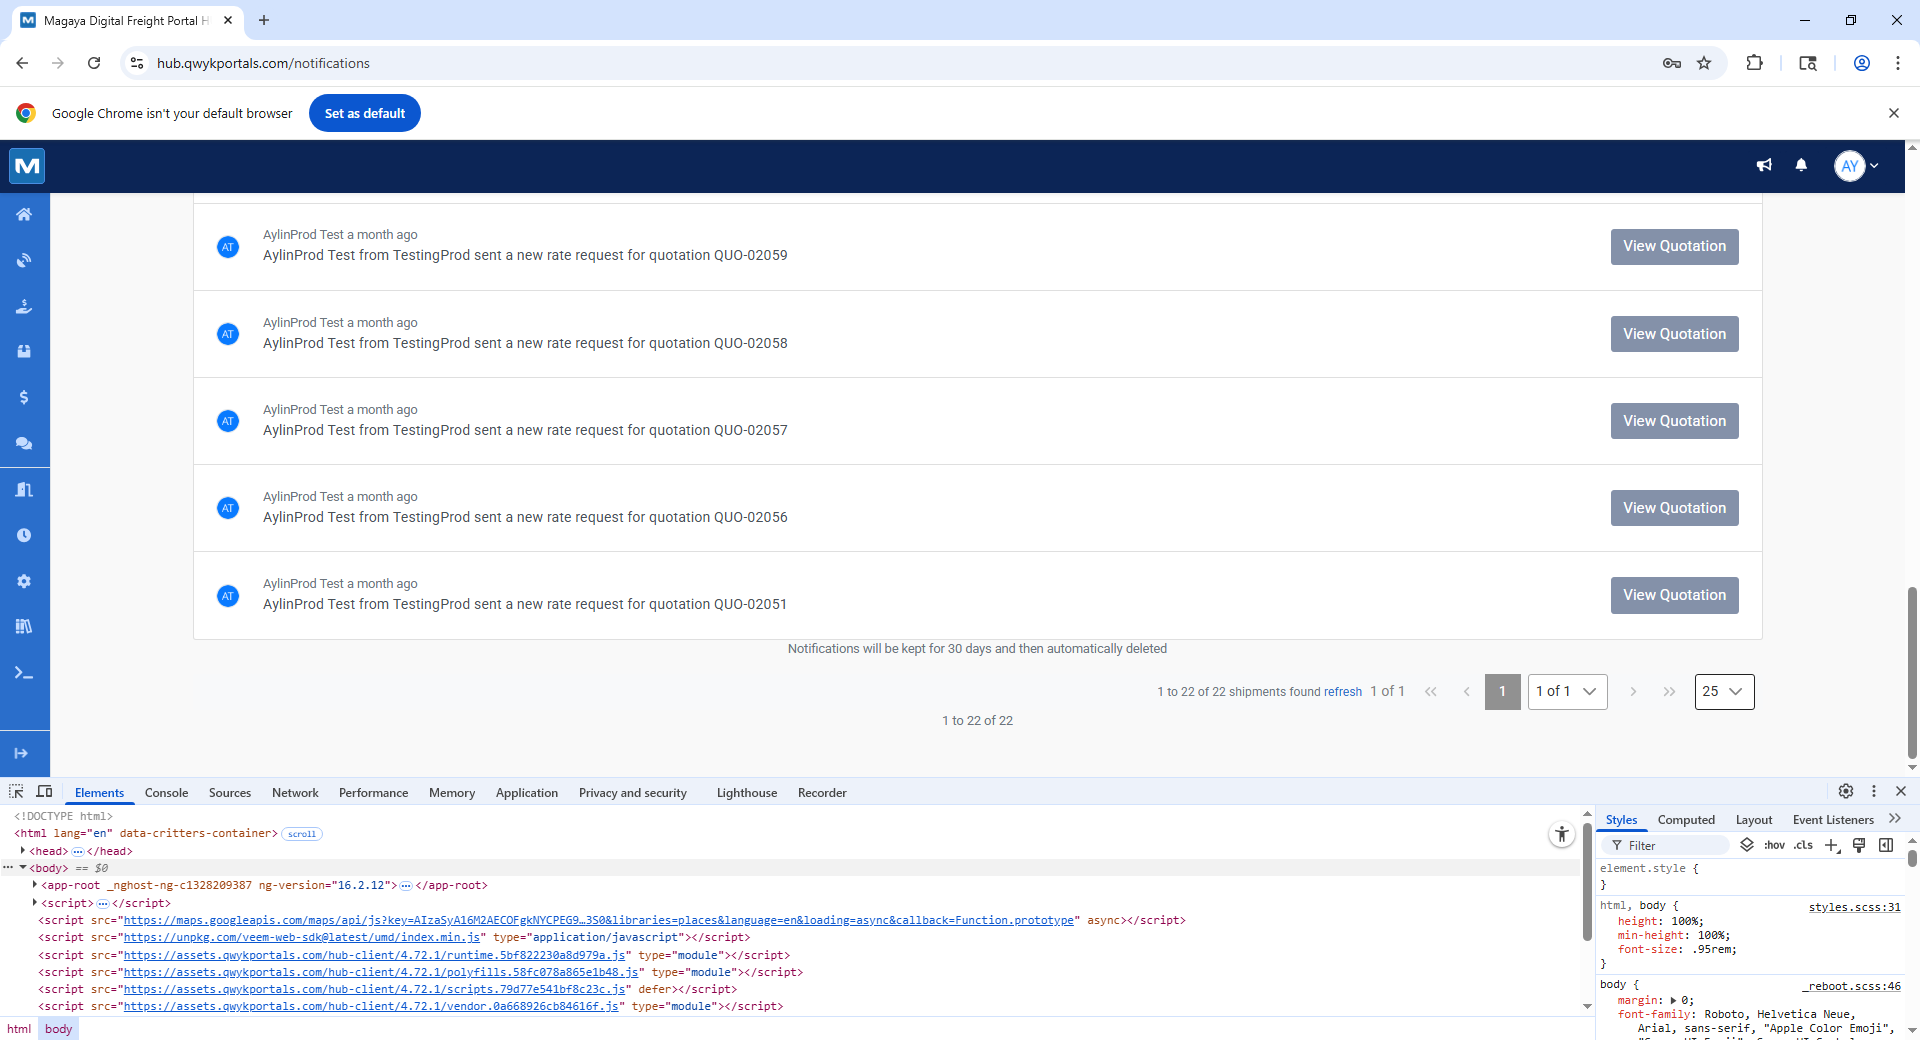 Magaya Digital Freight Portal H
hub.qwykportals.com/notifications
Google Chrome isn't your default browser
Set as default
M
AY
AylinProd Test a month ago
AT
AylinProd Test from TestingProd sent a new rate request for quotation QUO-02059
View Quotation
AylinProd Test a month ago
AT
AylinProd Test from TestingProd sent a new rate request for quotation QUO-02058
View Quotation
AylinProd Test a month ago
AT
AylinProd Test from TestingProd sent a new rate request for quotation QUO-02057
View Quotation
AylinProd Test a month ago
AT
AylinProd Test from TestingProd sent a new rate request for quotation QUO-02056
View Quotation
AylinProd Test a month ago
AT
AylinProd Test from TestingProd sent a new rate request for quotation QUO-02051
View Quotation
Notifications will be kept for 30 days and then automatically deleted
1 to 22 of 22 shipments found refresh 1 of 1 « ‹ 1 1 of 1 › » 25
1 to 22 of 22
Elements Console Sources Network Performance Memory Application Privacy and security Lighthouse Recorder
<!DOCTYPE html>
<html lang="en" data-critters-container> scroll
<head> … </head>
<body> == $0
<app-root _nghost-ng-c1328209387 ng-version="16.2.12"> … </app-root>
<script> … </script>
<script src="https://maps.googleapis.com/maps/api/js?key=AIzaSyA16M2AECOFgkNYCPEG9…3S0&libraries=places&language=en&loading=async&callback=Function.prototype" async></script>
<script src="https://unpkg.com/veem-web-sdk@latest/umd/index.min.js" type="application/javascript"></script>
<script src="https://assets.qwykportals.com/hub-client/4.72.1/runtime.5bf822230a8d979a.js" type="module"></script>
<script src="https://assets.qwykportals.com/hub-client/4.72.1/polyfills.58fc078a865e1b48.js" type="module"></script>
<script src="https://assets.qwykportals.com/hub-client/4.72.1/scripts.79d77e541bf8c23c.js" defer></script>
<script src="https://assets.qwykportals.com/hub-client/4.72.1/vendor.0a668926cb84616f.js" type="module"></script>
html body
Styles Computed Layout Event Listeners
Filter :hov .cls
element.style {
}
html, body { styles.scss:31
height: 100%;
min-height: 100%;
font-size: .95rem;
}
body { _reboot.scss:46
margin: 0;
font-family: Roboto, Helvetica Neue,
Arial, sans-serif, "Apple Color Emoji",